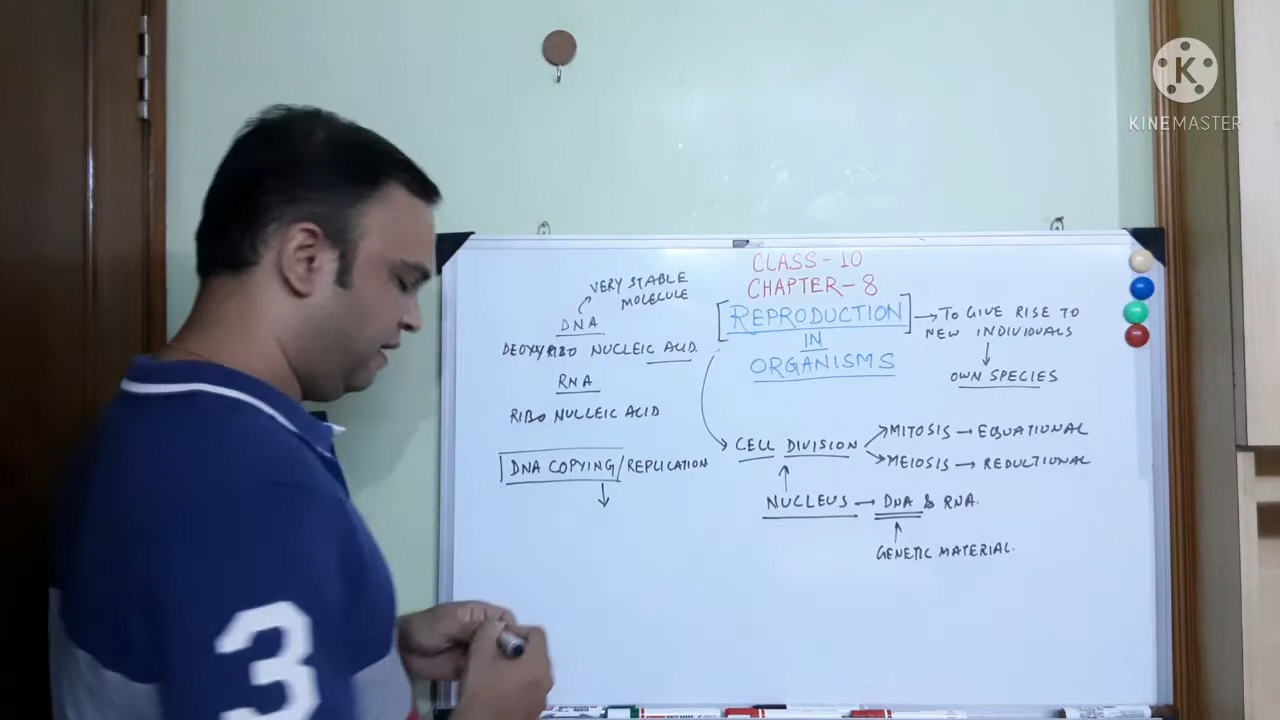 CLASS-10
CHAPTER-8
REPRODUCTION
IN
ORGANISMS
→ TO GIVE RISE TO
NEW INDIVIDUALS
OWN SPECIES
VERY STABLE
MOLELULE
DNA
DEOXYRIBO NUCLEIC ACID.
RNA
RIBO NUCLEIC ACID
DNA COPYING/REPLICATION
CELL DIVISION
MITOSIS → EQUATIONAL
MEIOSIS → REDUCTIONAL
NUCLEUS → DNA & RNA.
GENETIC MATERIAL.
3
K
KINEMASTER